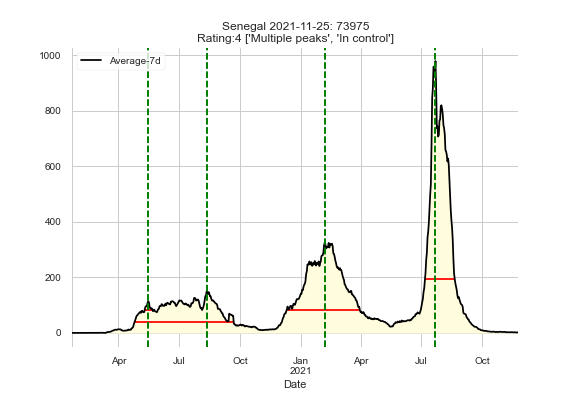 Senegal 2021-11-25: 73975
Rating:4 ['Multiple peaks', 'In control']
Average-7d
1000
800
600
400
200
0
Apr Jul Oct Jan Apr Jul Oct
2021
Date